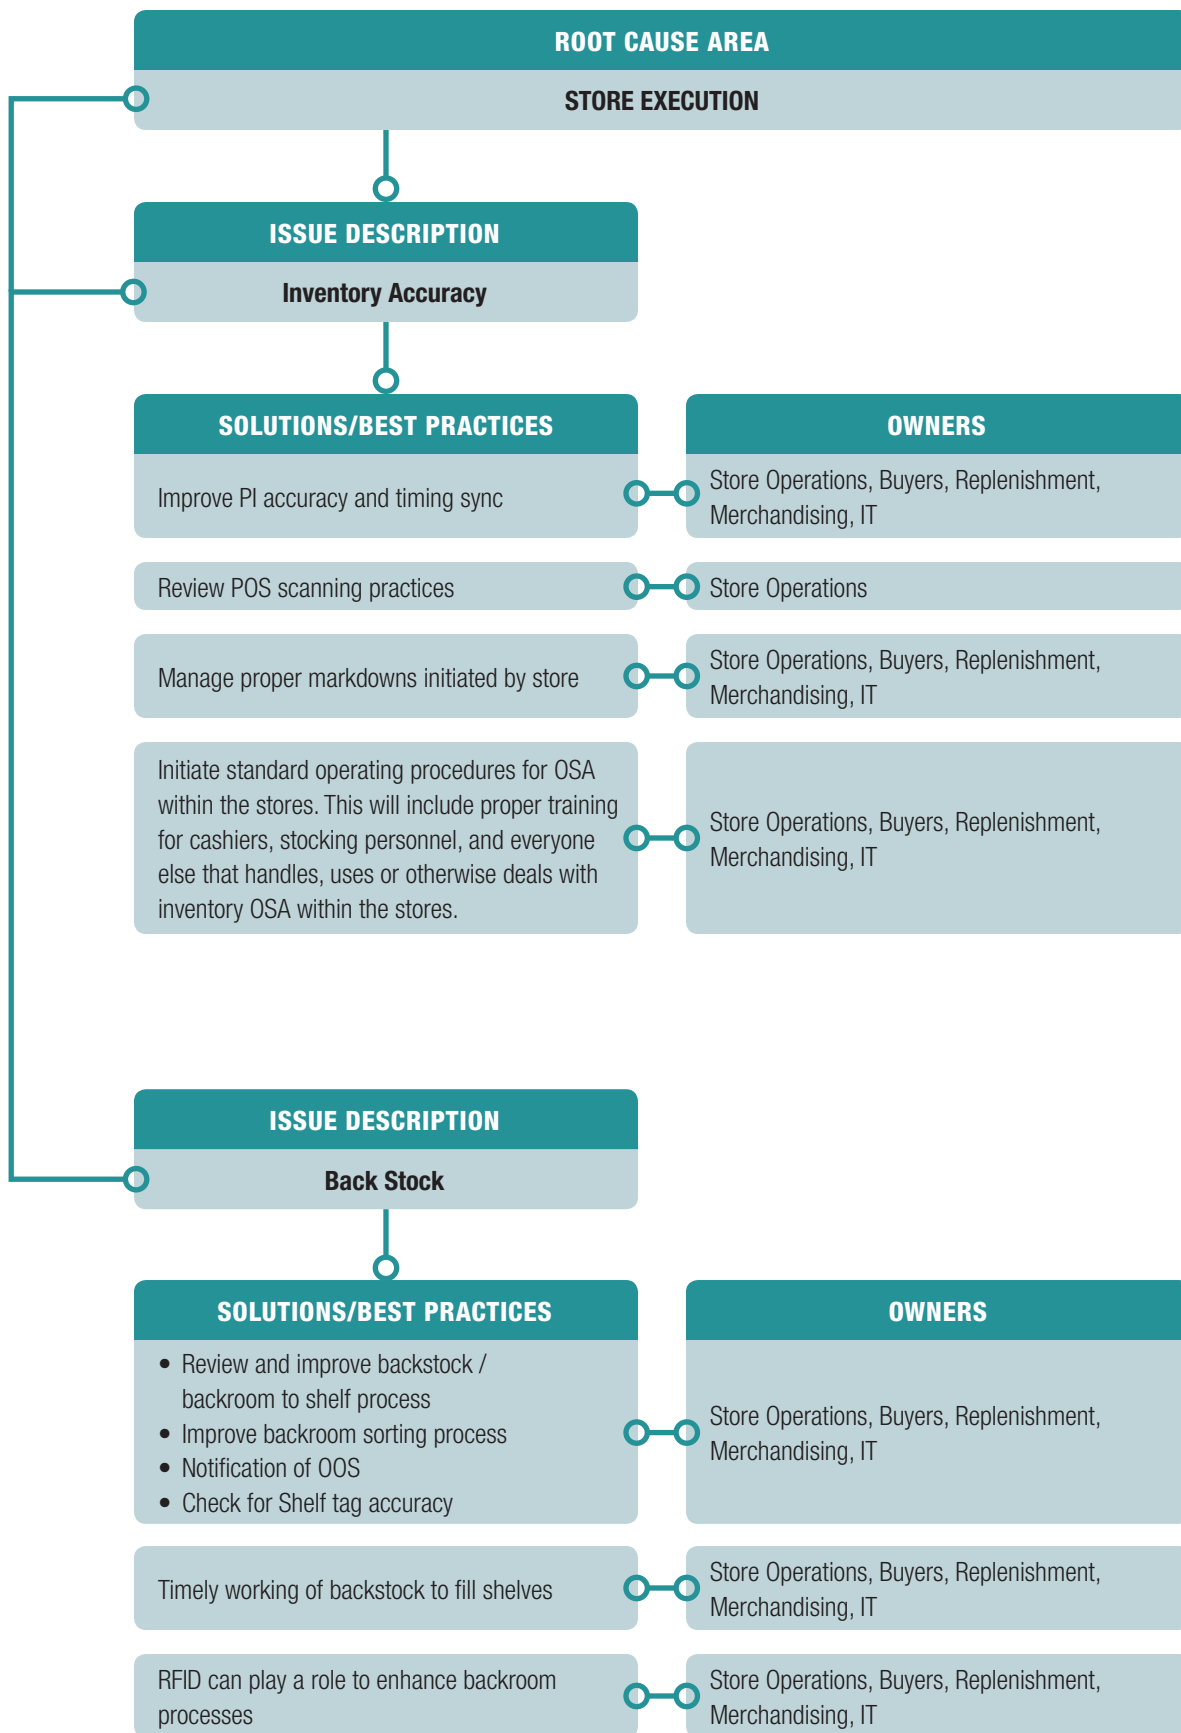 ROOT CAUSE AREA
STORE EXECUTION
ISSUE DESCRIPTION
Inventory Accuracy
SOLUTIONS/BEST PRACTICES
OWNERS
Improve PI accuracy and timing sync
Store Operations, Buyers, Replenishment,
Merchandising, IT
Review POS scanning practices
Store Operations
Manage proper markdowns initiated by store
Store Operations, Buyers, Replenishment,
Merchandising, IT
Initiate standard operating procedures for OSA
within the stores. This will include proper training
for cashiers, stocking personnel, and everyone
else that handles, uses or otherwise deals with
inventory OSA within the stores.
Store Operations, Buyers, Replenishment,
Merchandising, IT
ISSUE DESCRIPTION
Back Stock
SOLUTIONS/BEST PRACTICES
OWNERS
• Review and improve backstock /
backroom to shelf process
• Improve backroom sorting process
• Notification of OOS
• Check for Shelf tag accuracy
Store Operations, Buyers, Replenishment,
Merchandising, IT
Timely working of backstock to fill shelves
Store Operations, Buyers, Replenishment,
Merchandising, IT
RFID can play a role to enhance backroom
processes
Store Operations, Buyers, Replenishment,
Merchandising, IT